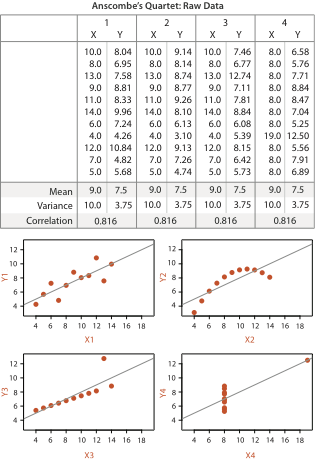 Anscombe's Quartet: Raw Data
1 2 3 4
X Y X Y X Y X Y
10.0 8.04 10.0 9.14 10.0 7.46 8.0 6.58
8.0 6.95 8.0 8.14 8.0 6.77 8.0 5.76
13.0 7.58 13.0 8.74 13.0 12.74 8.0 7.71
9.0 8.81 9.0 8.77 9.0 7.11 8.0 8.84
11.0 8.33 11.0 9.26 11.0 7.81 8.0 8.47
14.0 9.96 14.0 8.10 14.0 8.84 8.0 7.04
6.0 7.24 6.0 6.13 6.0 6.08 8.0 5.25
4.0 4.26 4.0 3.10 4.0 5.39 19.0 12.50
12.0 10.84 12.0 9.13 12.0 8.15 8.0 5.56
7.0 4.82 7.0 7.26 7.0 6.42 8.0 7.91
5.0 5.68 5.0 4.74 5.0 5.73 8.0 6.89
Mean 9.0 7.5 9.0 7.5 9.0 7.5 9.0 7.5
Variance 10.0 3.75 10.0 3.75 10.0 3.75 10.0 3.75
Correlation 0.816 0.816 0.816 0.816
Y1
12
10
8
6
4
4 6 8 10 12 14 16 18
X1
Y2
12
10
8
6
4
4 6 8 10 12 14 16 18
X2
Y3
12
10
8
6
4
4 6 8 10 12 14 16 18
X3
Y4
12
10
8
6
4
4 6 8 10 12 14 16 18
X4